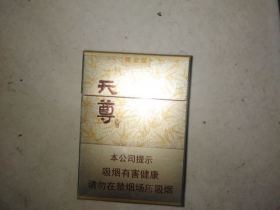 天尊
本公司提示
吸烟有害健康
请勿在禁烟场所吸烟